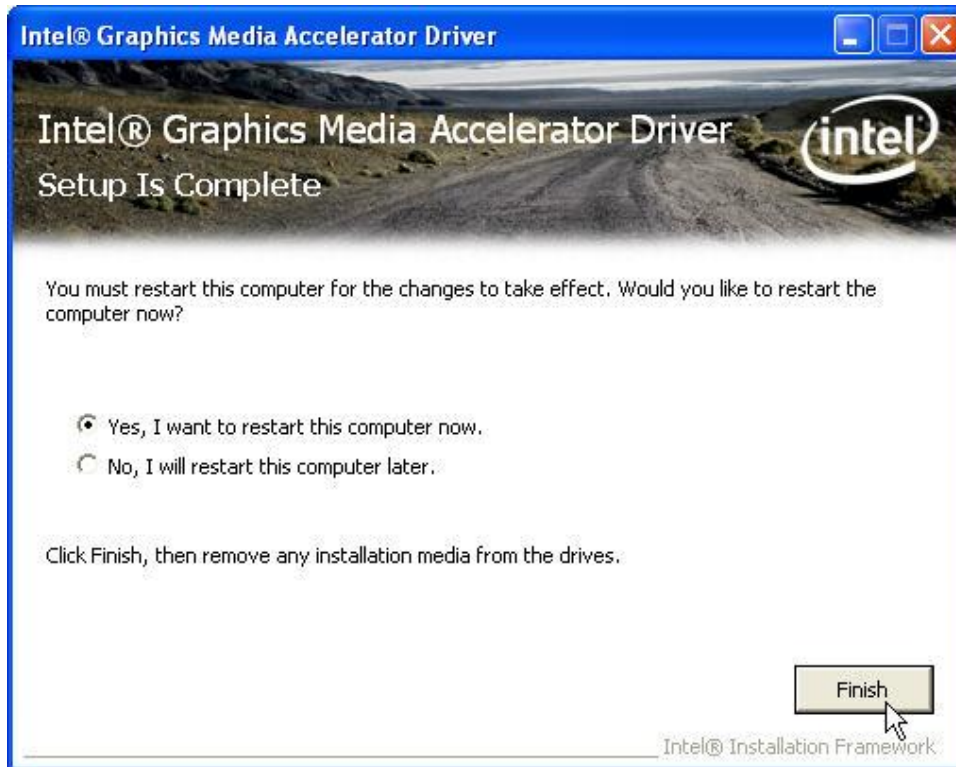 Intel® Graphics Media Accelerator Driver
Intel® Graphics Media Accelerator Driver
intel®
Setup Is Complete
You must restart this computer for the changes to take effect. Would you like to restart the
computer now?
Yes, I want to restart this computer now.
No, I will restart this computer later.
Click Finish, then remove any installation media from the drives.
Finish
Intel® Installation Framework